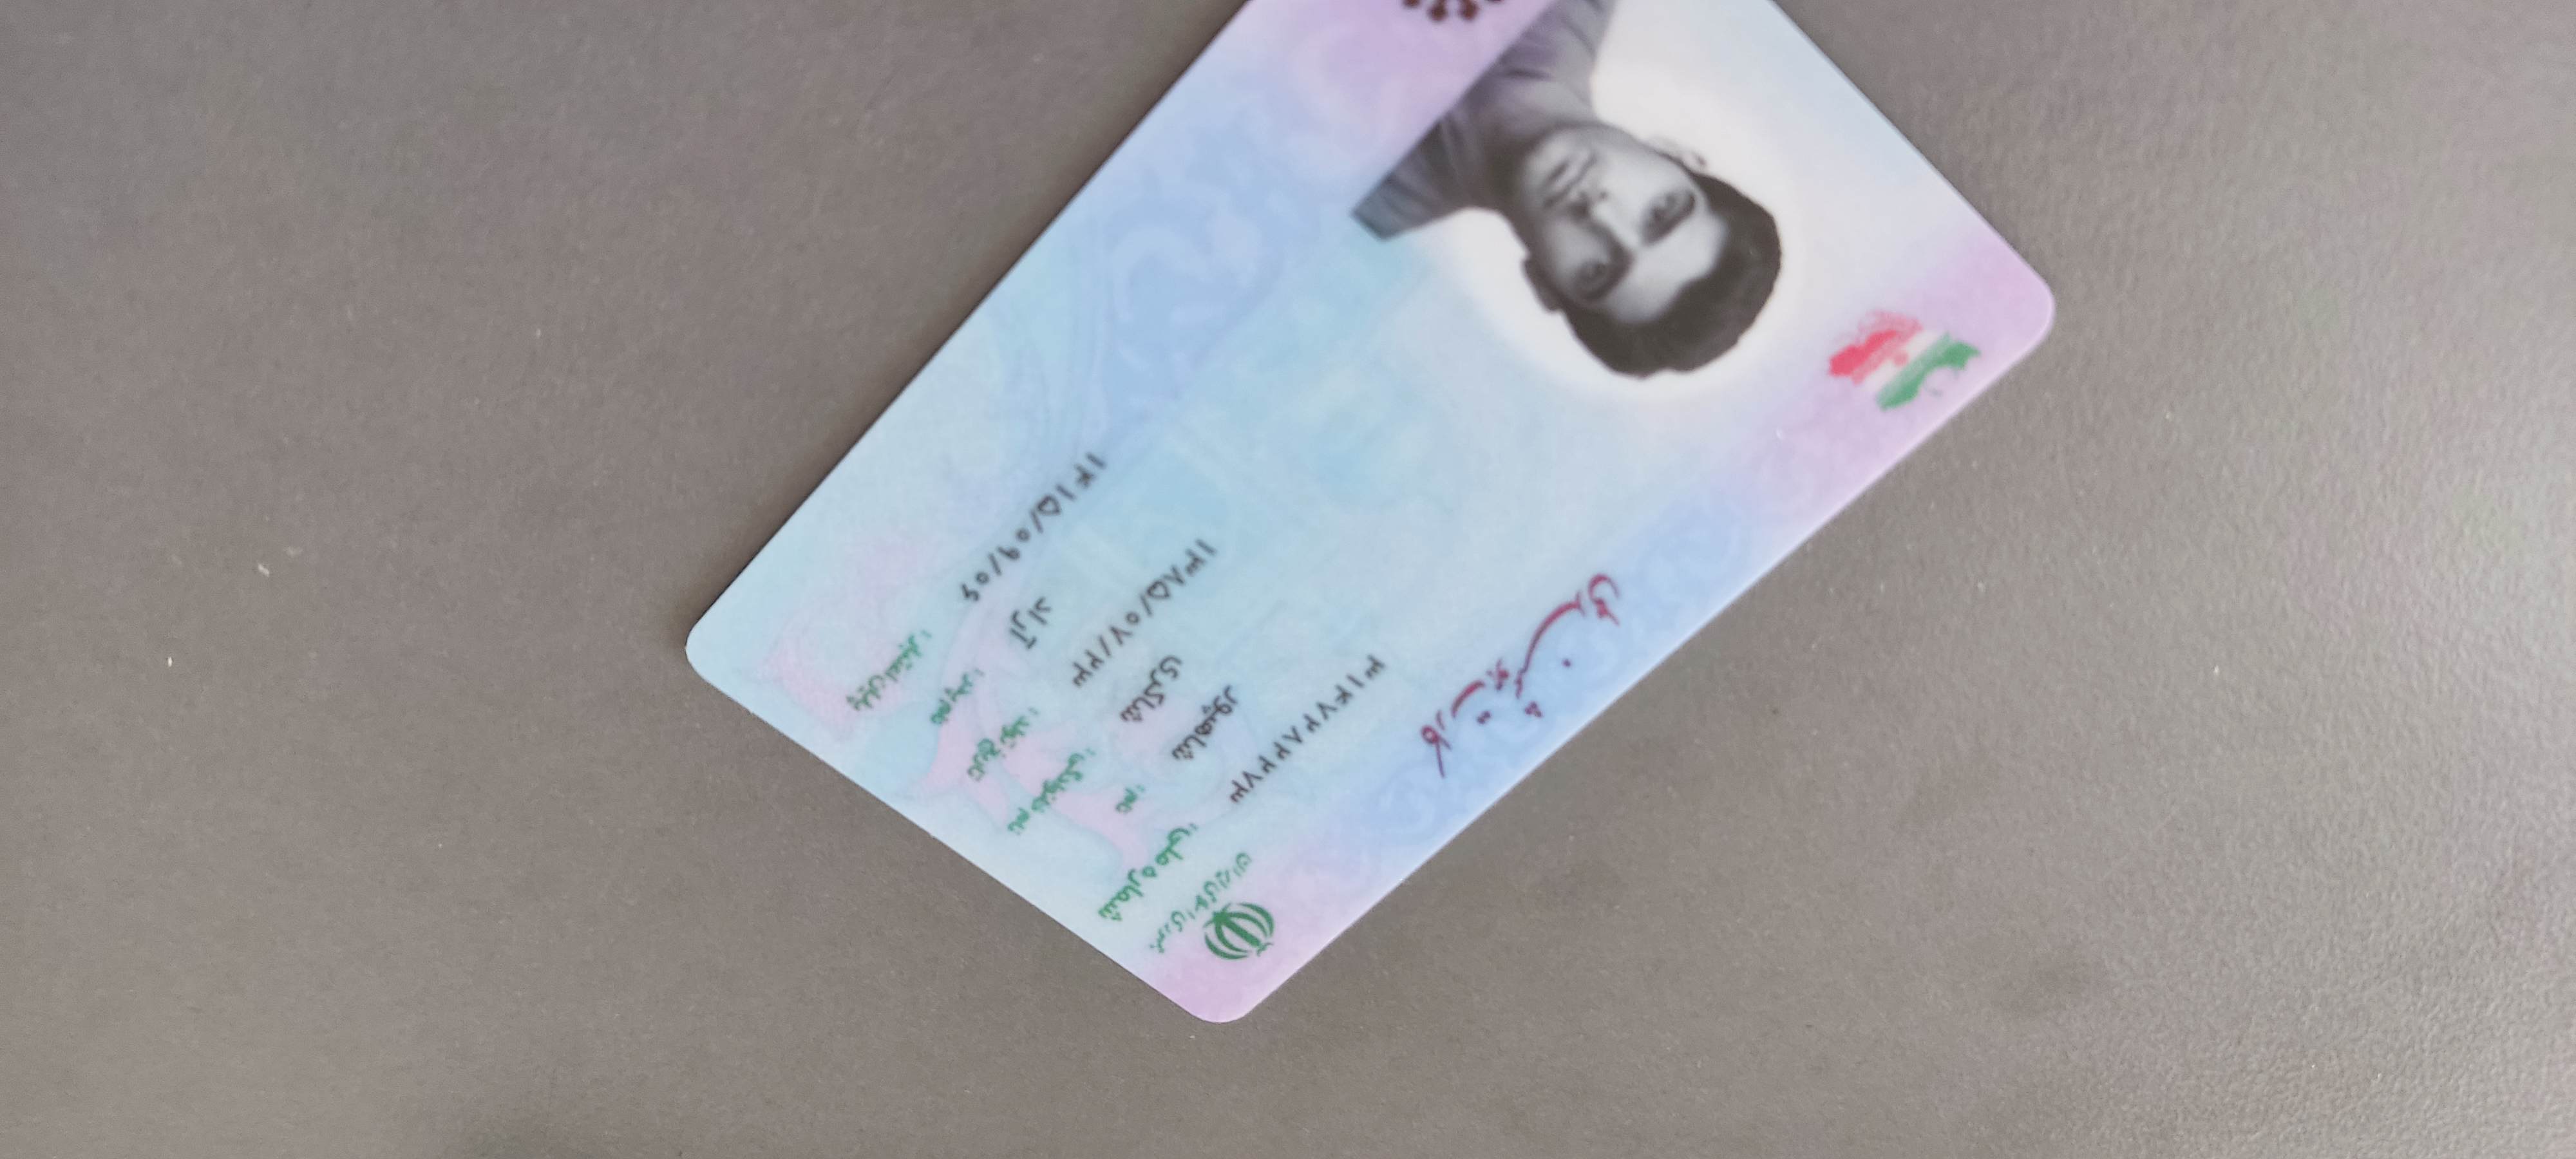 جمهوری اسلامی ایران
کارت هوشمند ملی
شماره ملی: ۳۱۴۷۲۸۲۲۷۳
نام: شاهپور
نام خانوادگی: شاکری
تاریخ تولد: ۱۳۸۵/۰۷/۲۳
نام پدر: آراد
پایان اعتبار: ۱۴۱۵/۰۹/۰۶